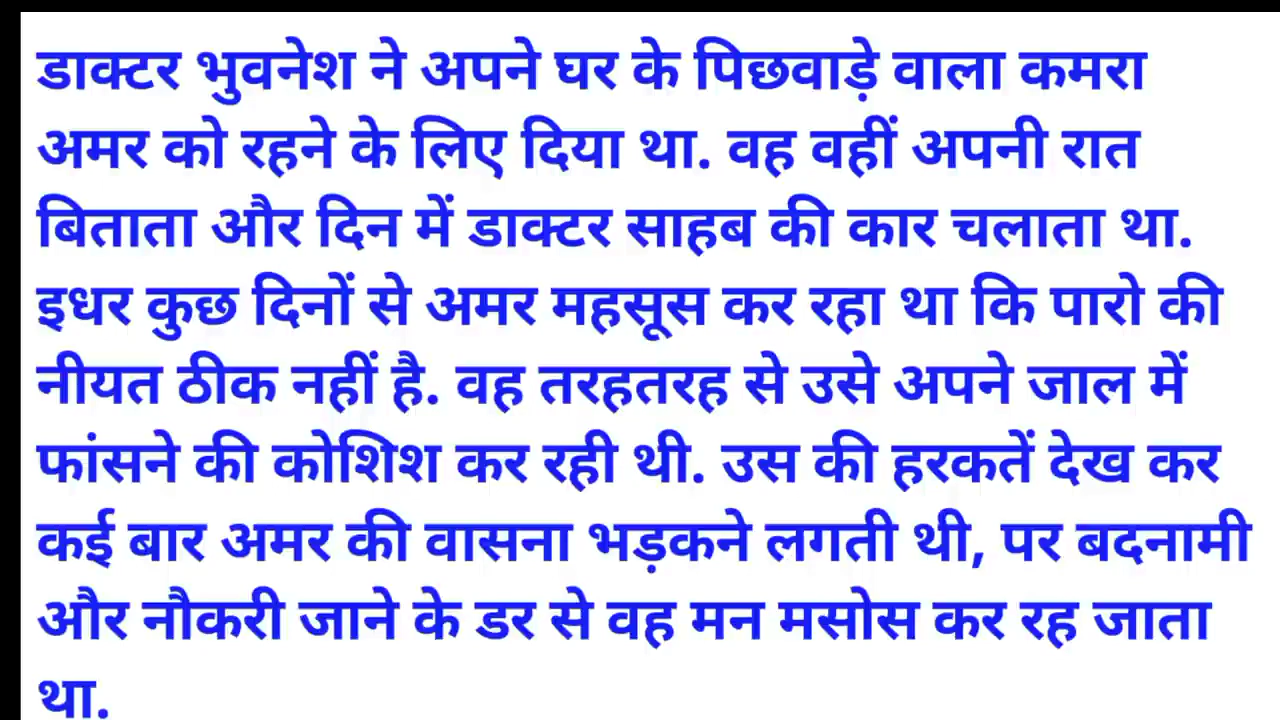 डाक्टर भुवनेश ने अपने घर के पिछवाड़े वाला कमरा
अमर को रहने के लिए दिया था. वह वहीं अपनी रात
बिताता और दिन में डाक्टर साहब की कार चलाता था.
इधर कुछ दिनों से अमर महसूस कर रहा था कि पारो की
नीयत ठीक नहीं है. वह तरहतरह से उसे अपने जाल में
फांसने की कोशिश कर रही थी. उस की हरकतें देख कर
कई बार अमर की वासना भड़कने लगती थी, पर बदनामी
और नौकरी जाने के डर से वह मन मसोस कर रह जाता
था.